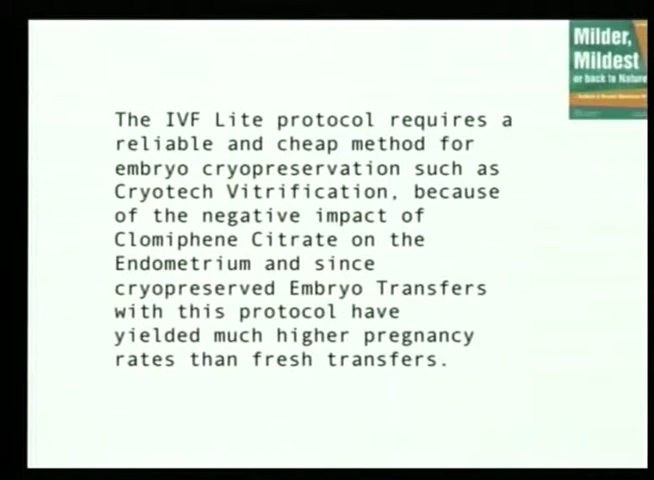 Milder,
Mildest
or back to Nature
The IVF Lite protocol requires a
reliable and cheap method for
embryo cryopreservation such as
Cryotech Vitrification, because
of the negative impact of
Clomiphene Citrate on the
Endometrium and since
cryopreserved Embryo Transfers
with this protocol have
yielded much higher pregnancy
rates than fresh transfers.